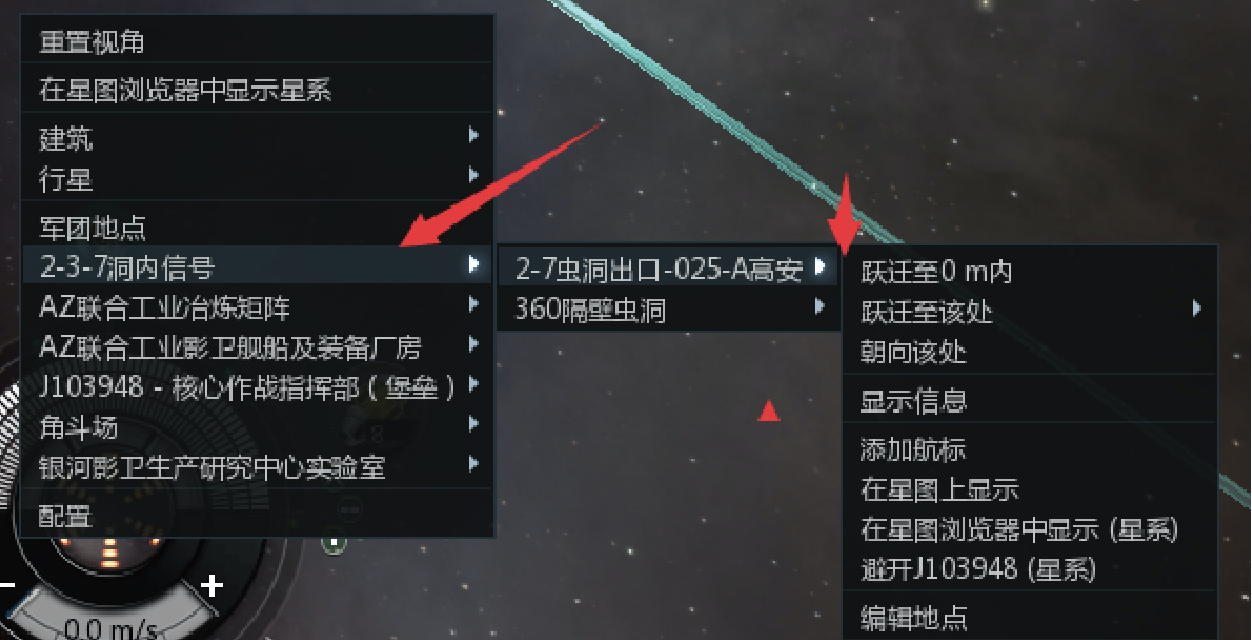 重置视角
在星图浏览器中显示星系
建筑
行星
军团地点
2-3-7洞内信号
AZ联合工业冶炼矩阵
AZ联合工业影卫舰船及装备厂房
J103948 - 核心作战指挥部 ( 堡垒 )
角斗场
银河影卫生产研究中心实验室
配置
2-7虫洞出口-025-A高安
360隔壁虫洞
跃迁至0 m内
跃迁至该处
朝向该处
显示信息
添加航标
在星图上显示
在星图浏览器中显示 (星系)
避开J103948 (星系)
编辑地点
0.0 m/s